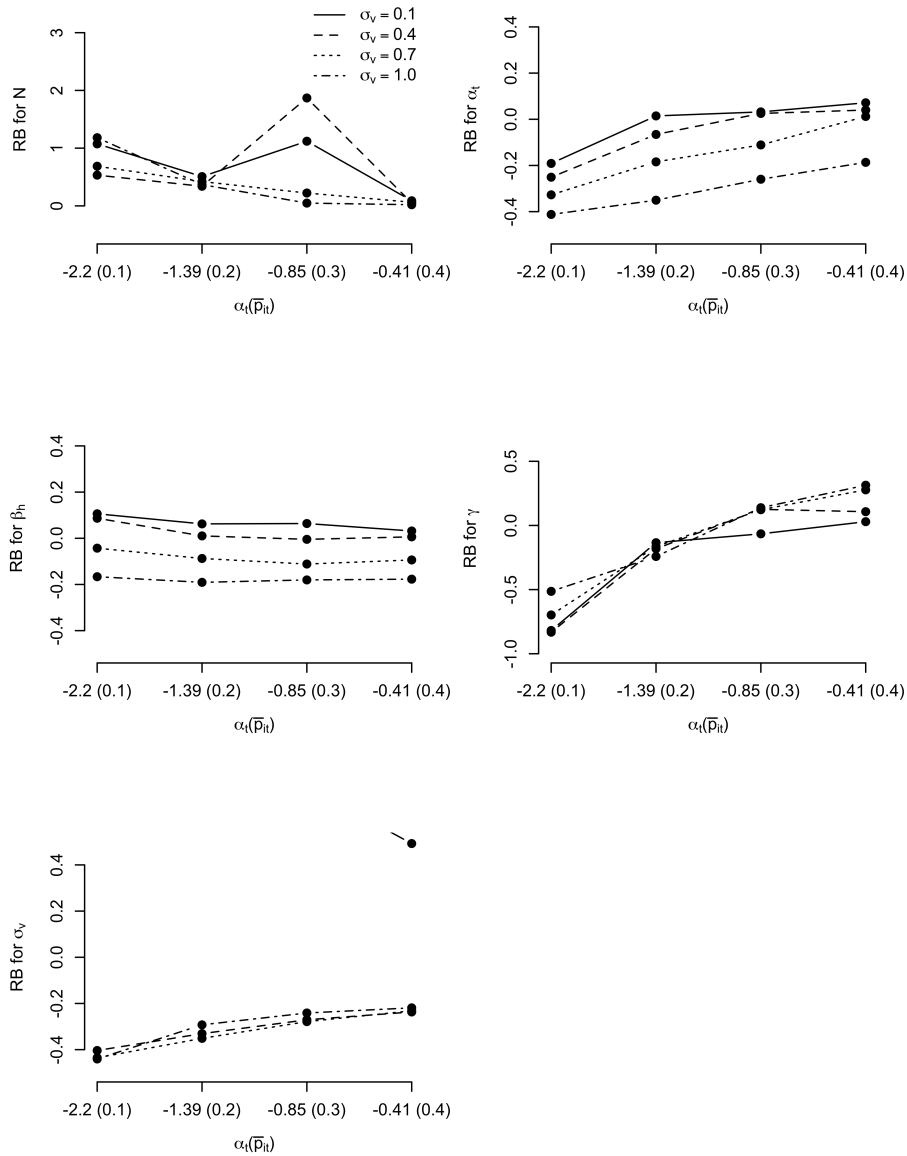 σv = 0.1
σv = 0.4
σv = 0.7
σv = 1.0
RB for N
3
2
1
0
-2.2 (0.1) -1.39 (0.2) -0.85 (0.3) -0.41 (0.4)
αt(p̅it)
RB for αt
0.4
0.2
0.0
-0.2
-0.4
-2.2 (0.1) -1.39 (0.2) -0.85 (0.3) -0.41 (0.4)
αt(p̅it)
RB for βh
0.4
0.2
0.0
-0.2
-0.4
-2.2 (0.1) -1.39 (0.2) -0.85 (0.3) -0.41 (0.4)
αt(p̅it)
RB for γ
0.5
0.0
-0.5
-1.0
-2.2 (0.1) -1.39 (0.2) -0.85 (0.3) -0.41 (0.4)
αt(p̅it)
RB for σv
0.4
0.2
0.0
-0.2
-0.4
-2.2 (0.1) -1.39 (0.2) -0.85 (0.3) -0.41 (0.4)
αt(p̅it)